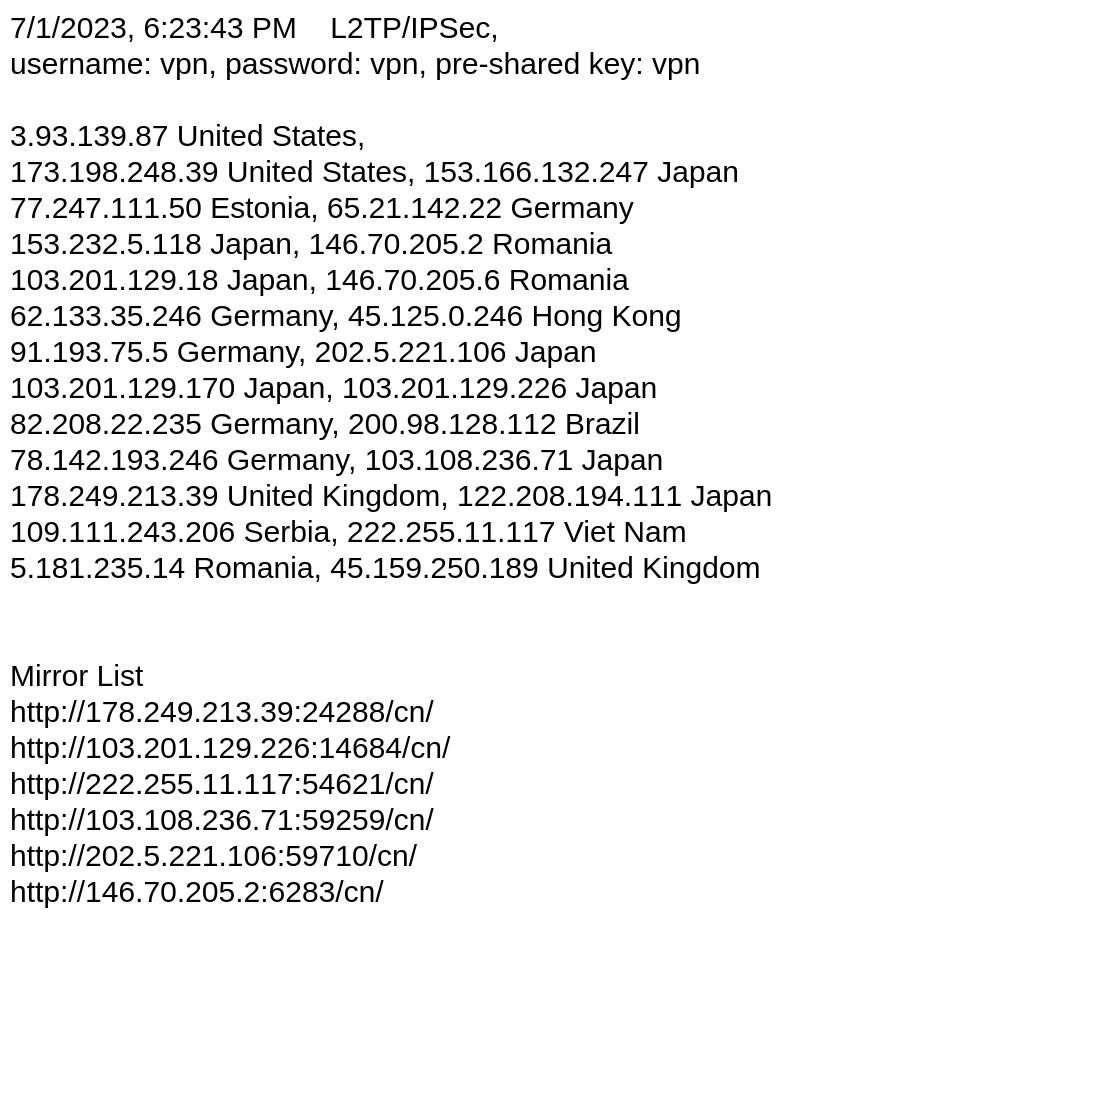 7/1/2023, 6:23:43 PM    L2TP/IPSec,
username: vpn, password: vpn, pre-shared key: vpn
3.93.139.87 United States,
173.198.248.39 United States, 153.166.132.247 Japan
77.247.111.50 Estonia, 65.21.142.22 Germany
153.232.5.118 Japan, 146.70.205.2 Romania
103.201.129.18 Japan, 146.70.205.6 Romania
62.133.35.246 Germany, 45.125.0.246 Hong Kong
91.193.75.5 Germany, 202.5.221.106 Japan
103.201.129.170 Japan, 103.201.129.226 Japan
82.208.22.235 Germany, 200.98.128.112 Brazil
78.142.193.246 Germany, 103.108.236.71 Japan
178.249.213.39 United Kingdom, 122.208.194.111 Japan
109.111.243.206 Serbia, 222.255.11.117 Viet Nam
5.181.235.14 Romania, 45.159.250.189 United Kingdom
Mirror List
http://178.249.213.39:24288/cn/
http://103.201.129.226:14684/cn/
http://222.255.11.117:54621/cn/
http://103.108.236.71:59259/cn/
http://202.5.221.106:59710/cn/
http://146.70.205.2:6283/cn/